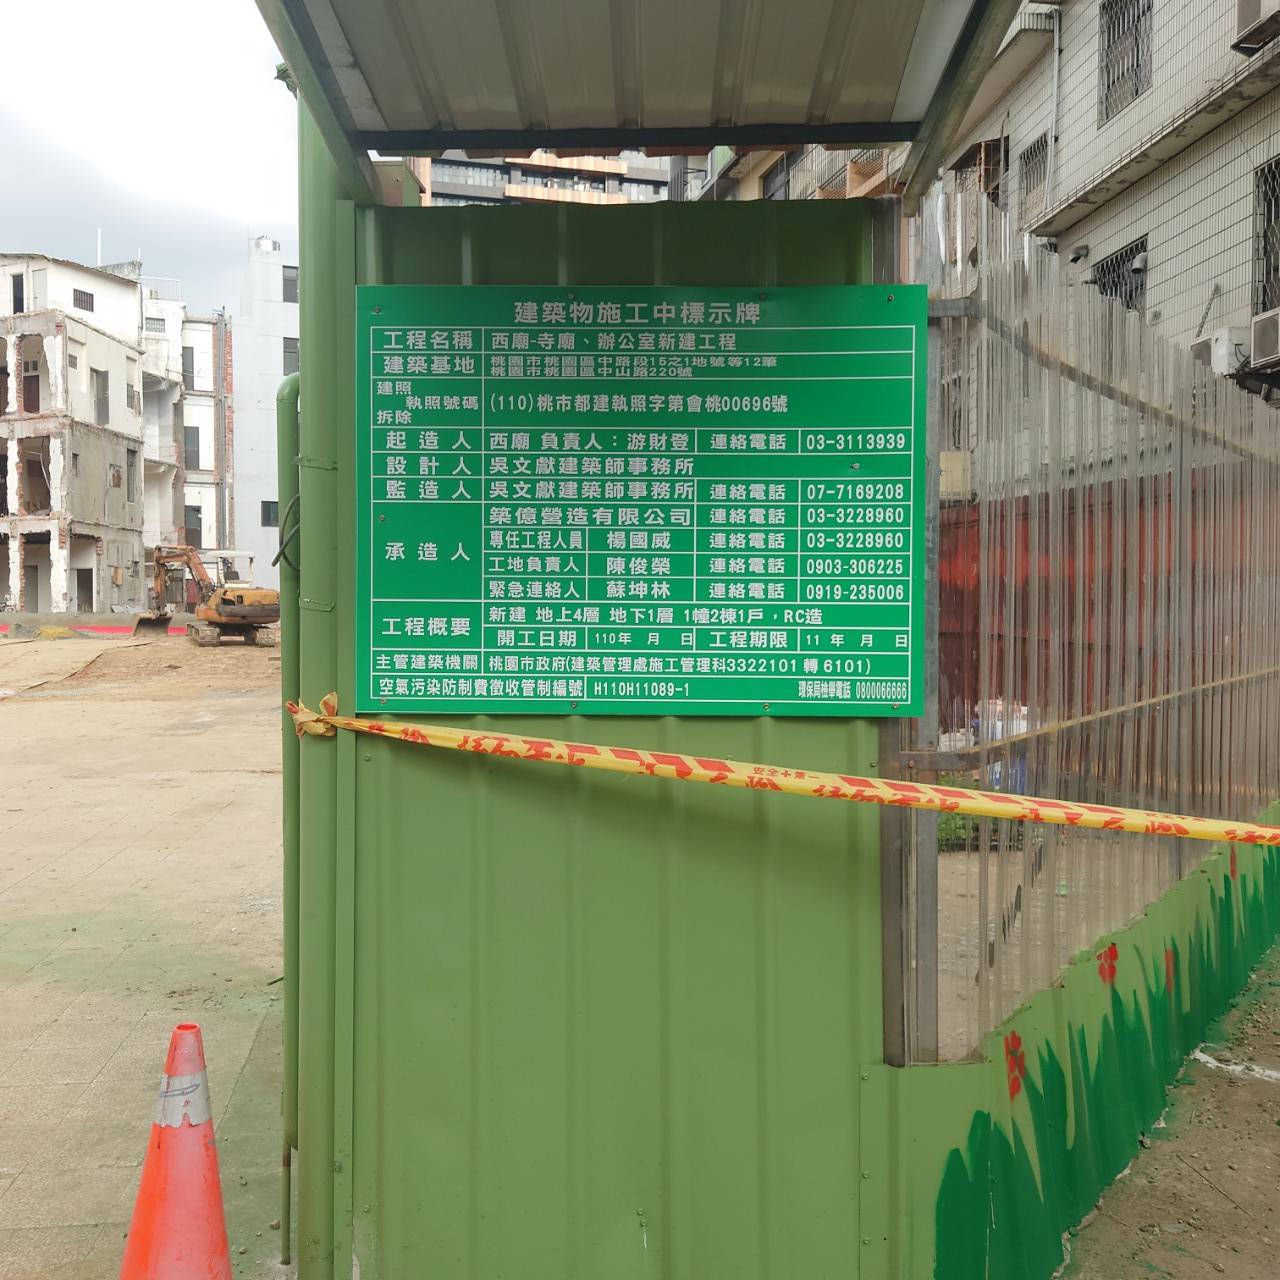 建築物施工中標示牌
工程名稱 西廟-寺廟、辦公室新建工程
建築基地 桃園市桃園區中路段15之1地號等12筆
桃園市桃園區中山路220號
建照
執照號碼 (110)桃市都建執照字第會桃00696號
拆除
起造人 西廟 負責人：游財登 連絡電話 03-3113939
設計人 吳文獻建築師事務所
監造人 吳文獻建築師事務所 連絡電話 07-7169208
承造人 築億營造有限公司 連絡電話 03-3228960
專任工程人員 楊國威 連絡電話 03-3228960
工地負責人 陳俊榮 連絡電話 0903-306225
緊急連絡人 蘇坤林 連絡電話 0919-235006
工程概要 新建 地上4層 地下1層 1幢2棟1戶，RC造
開工日期 110年 月 日 工程期限 11 年 月 日
主管建築機關 桃園市政府(建築管理處施工管理科3322101 轉 6101)
空氣污染防制費徵收管制編號 H110H11089-1 環保局檢舉電話 0800066666
安全✚第一